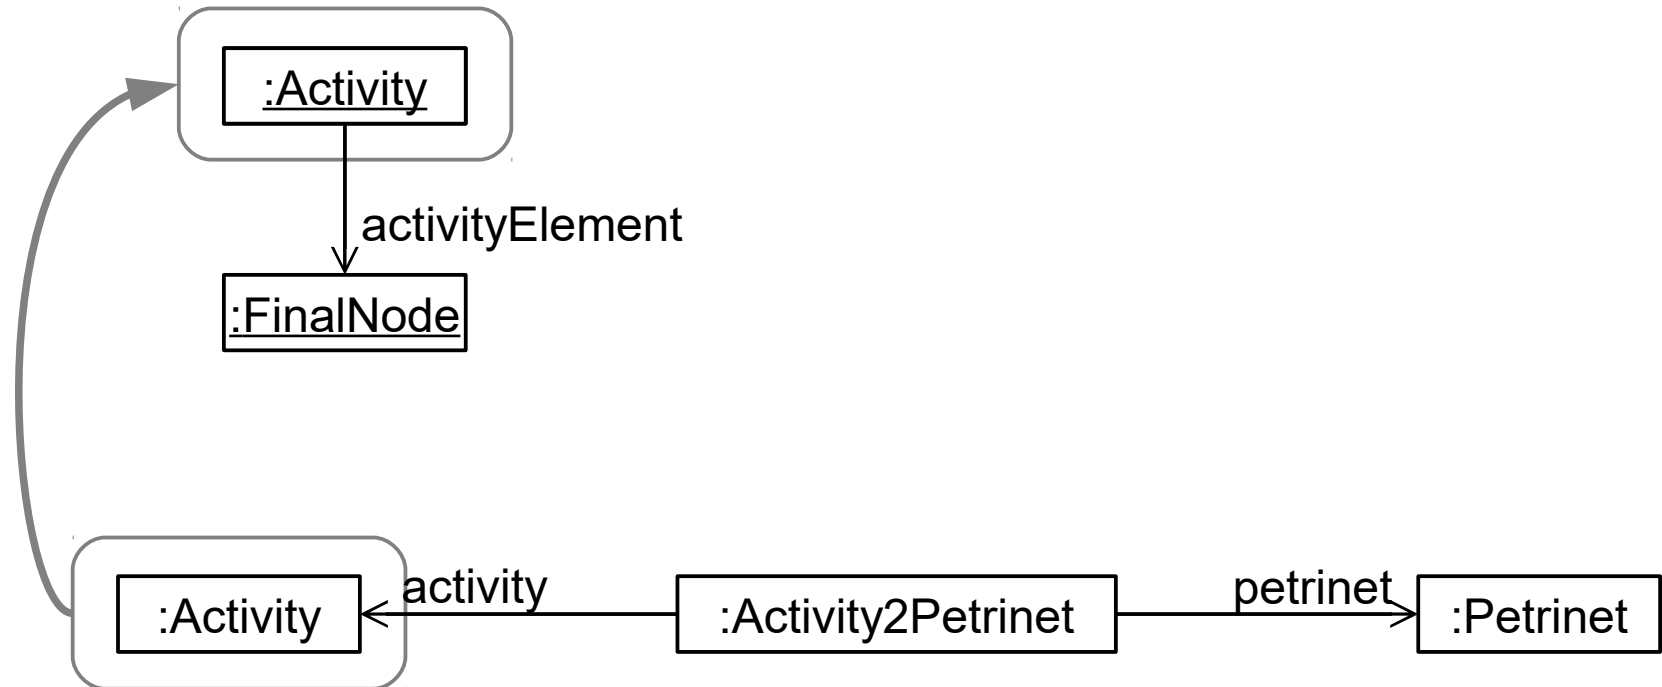 :Activity
activityElement
:FinalNode
activity
petrinet
:Activity
:Activity2Petrinet
:Petrinet